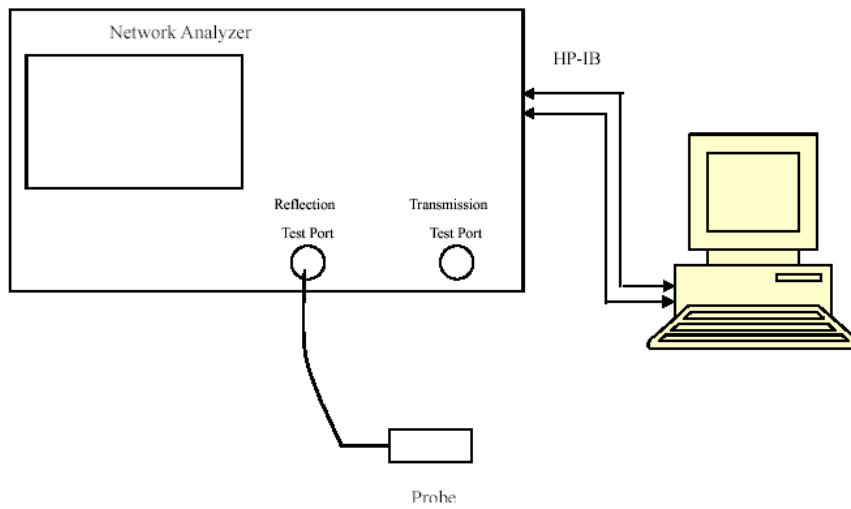 Network Analyzer
HP-IB
Reflection
Test Port
Transmission
Test Port
Probe